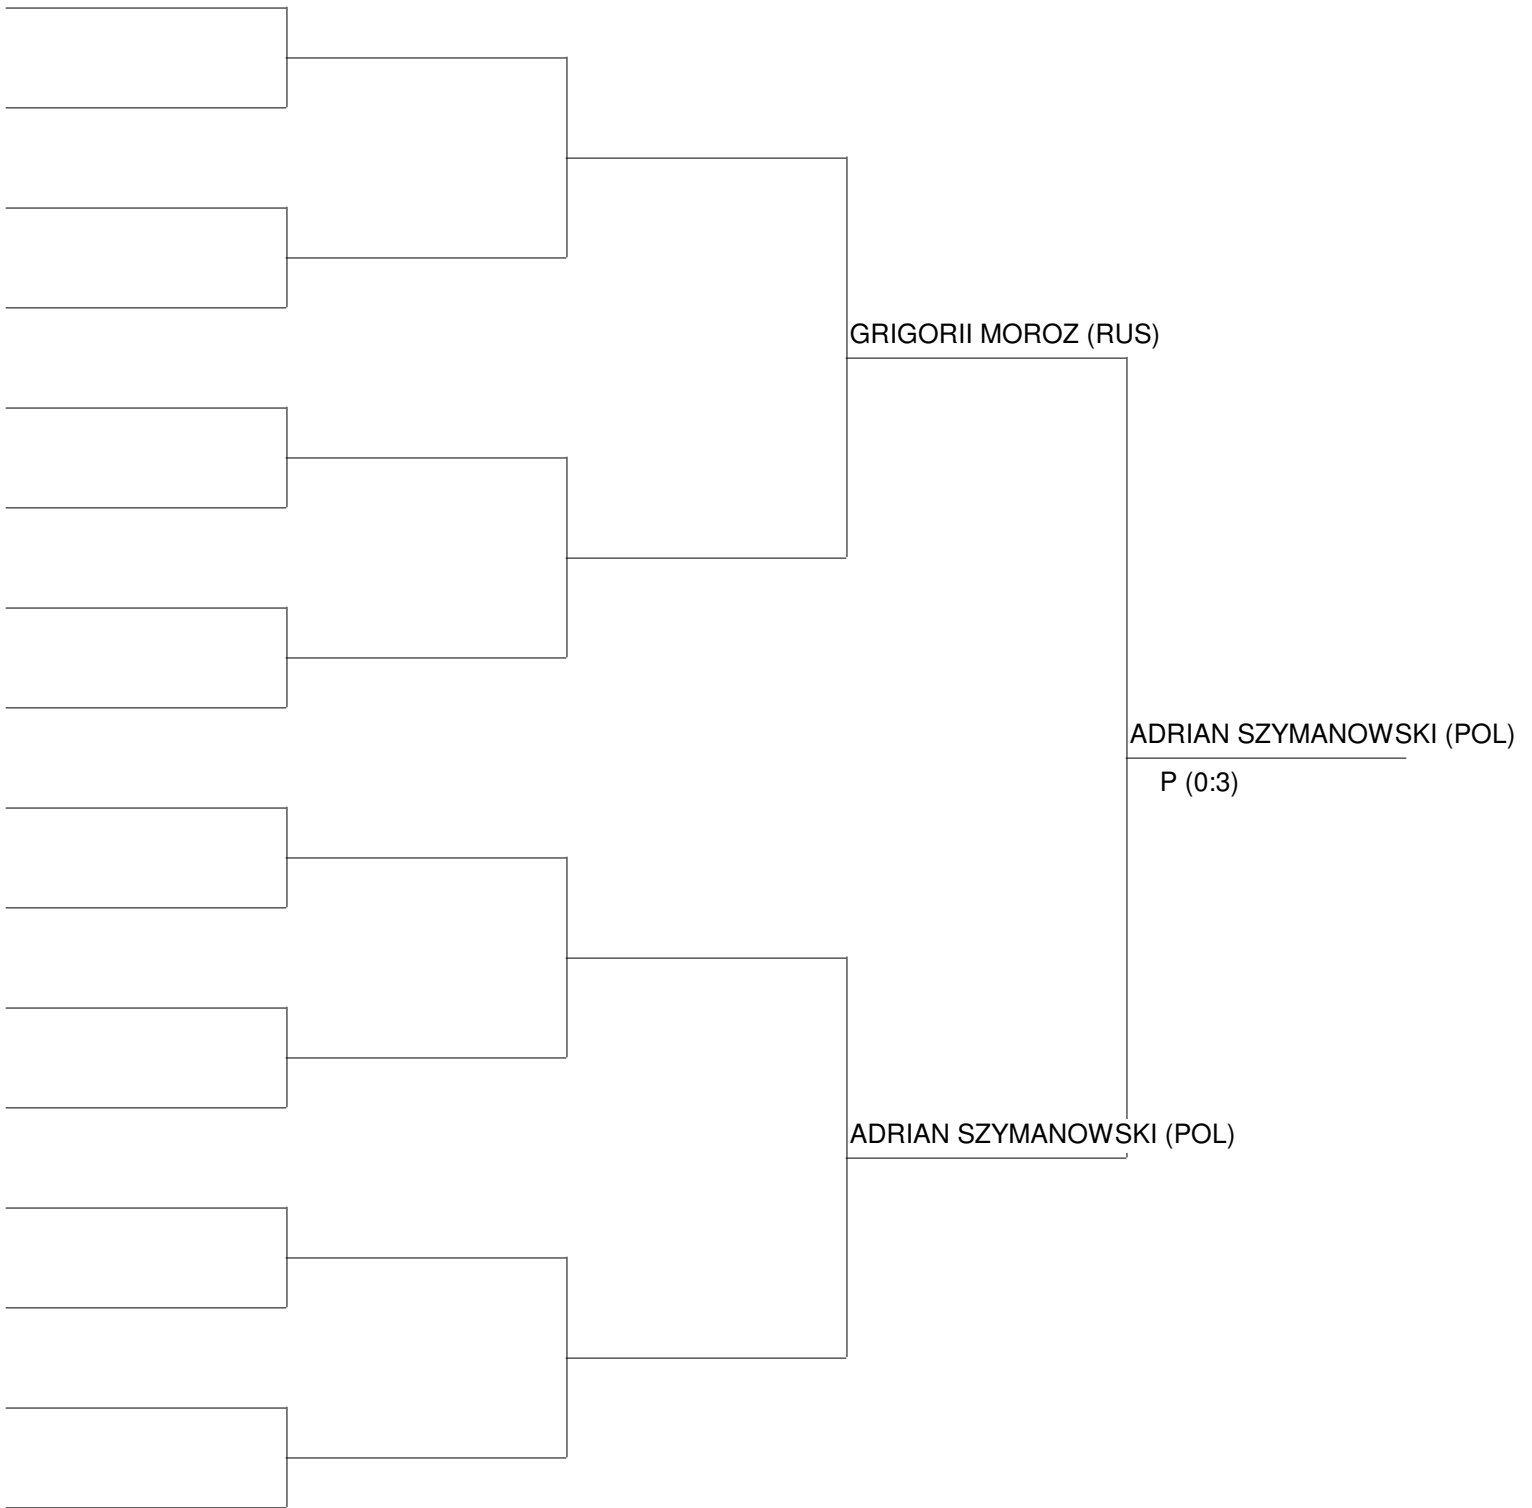 GRIGORII MOROZ (RUS)
ADRIAN SZYMANOWSKI (POL)
P (0:3)
ADRIAN SZYMANOWSKI (POL)